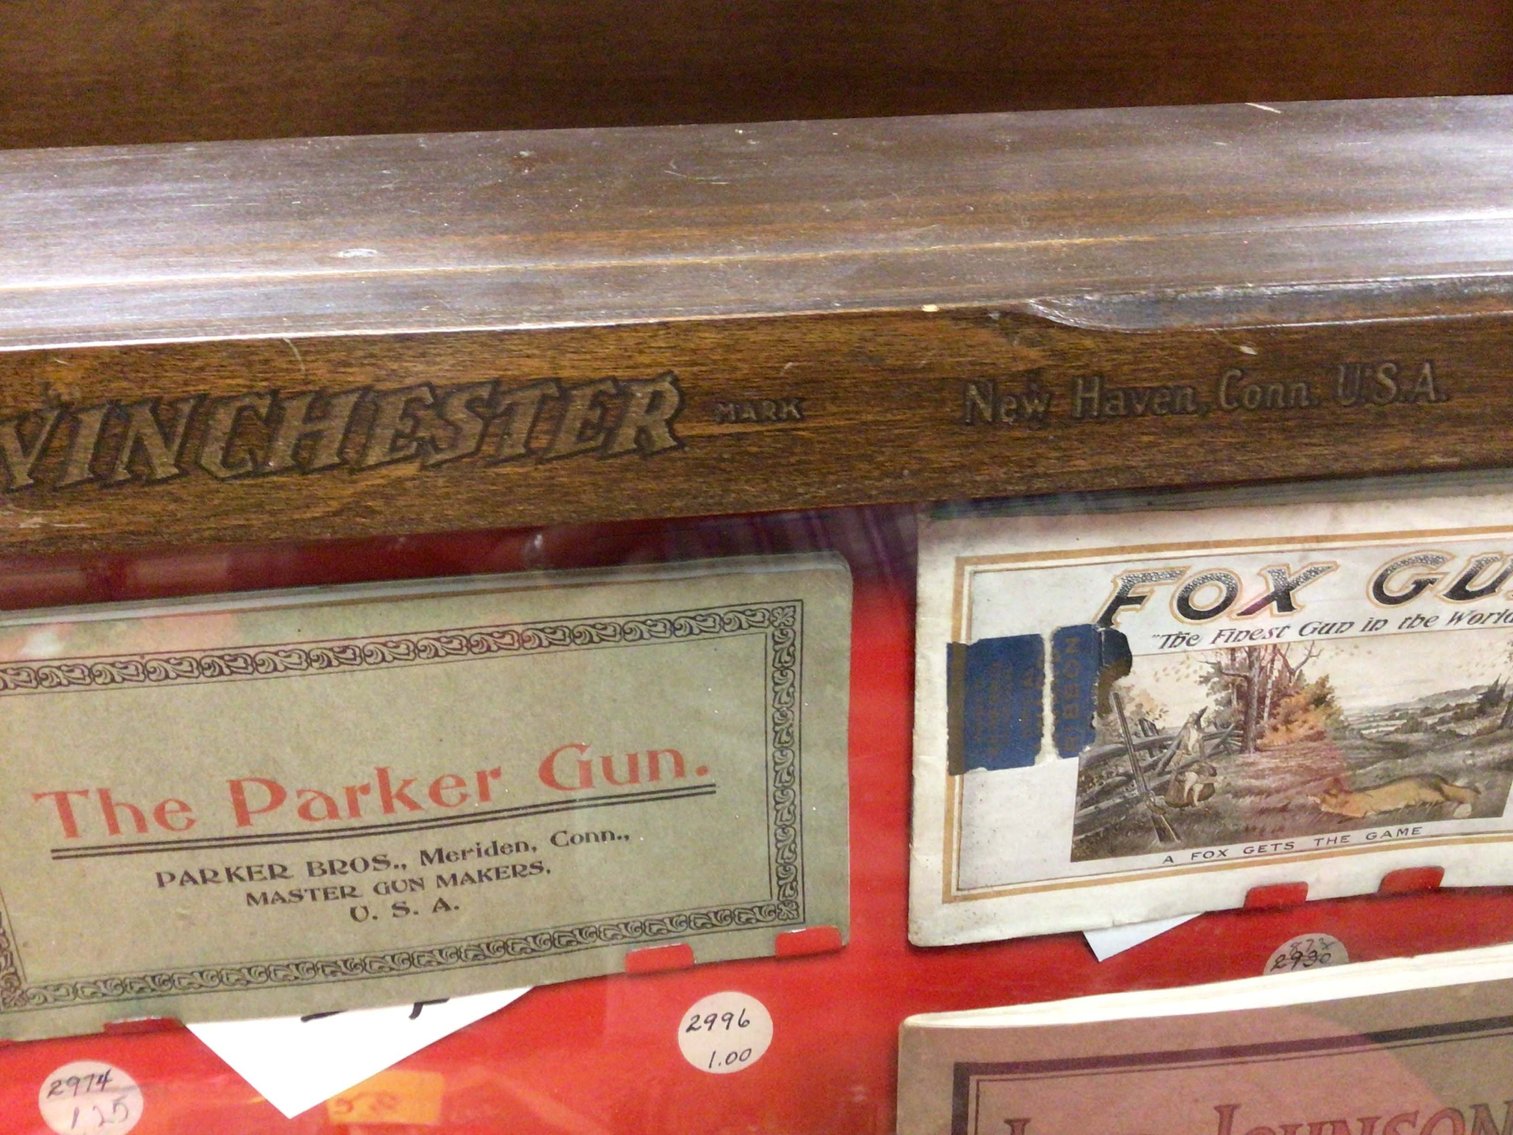 WINCHESTER MARK New Haven, Conn. U.S.A.
The Parker Gun.
PARKER BROS., Meriden, Conn.,
MASTER GUN MAKERS,
U. S. A.
FOX
"The Finest Gun in the World
A FOX GETS THE GAME
2930
2996
1.00
2974
1.25
JOHNSON